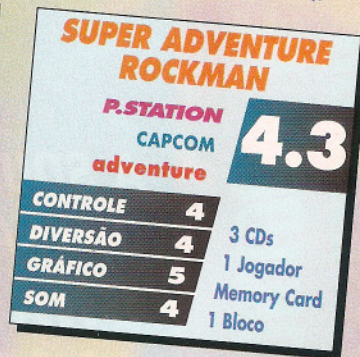 SUPER ADVENTURE
ROCKMAN
P.STATION
CAPCOM
adventure
4.3
CONTROLE 4
DIVERSÃO 4
GRÁFICO 5
SOM 4
3 CDs
1 Jogador
Memory Card
1 Bloco